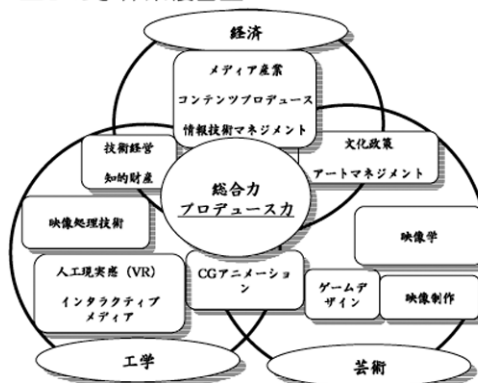 経済
メディア産業
コンテンツプロデュース
情報技術マネジメント
技術経営
知的財産
文化政策
アートマネジメント
総合力
プロデュース力
映像処理技術
映像学
人工現実感（VR）
インタラクティブ
メディア
CGアニメーショ
ン
ゲームデ
ザイン
映像制作
工学
芸術